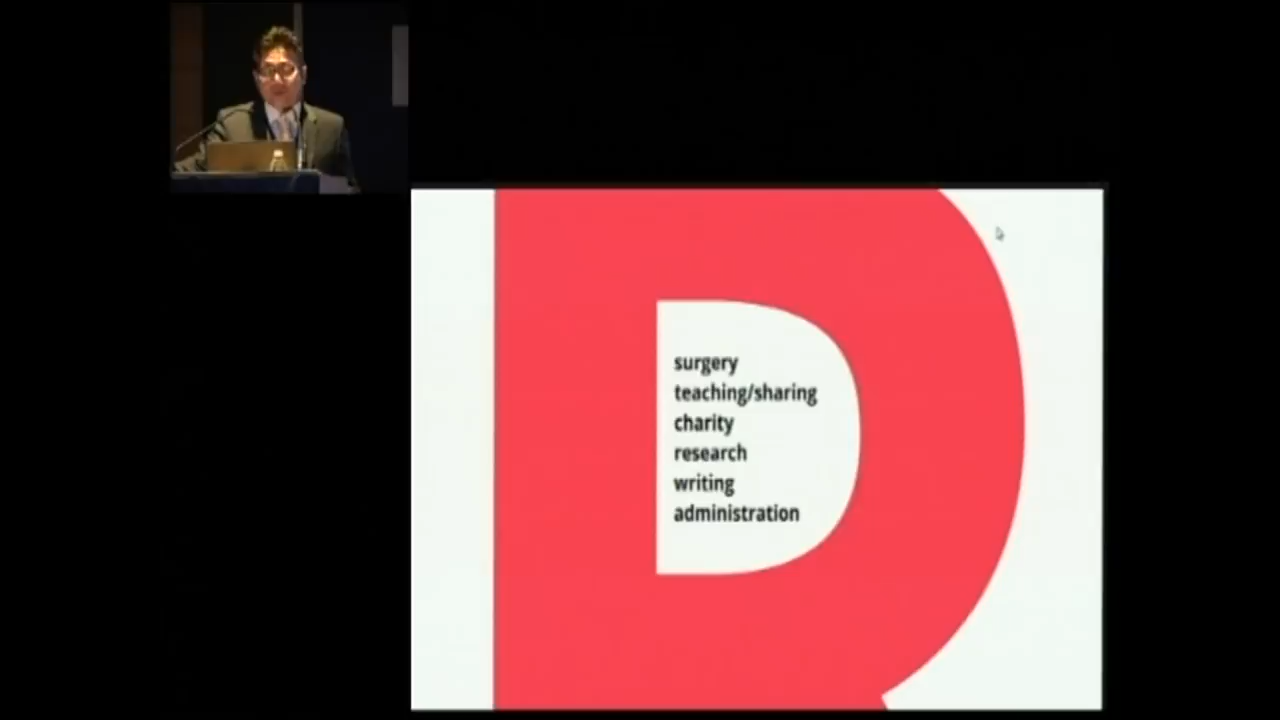 R
surgery
teaching/sharing
charity
research
writing
administration